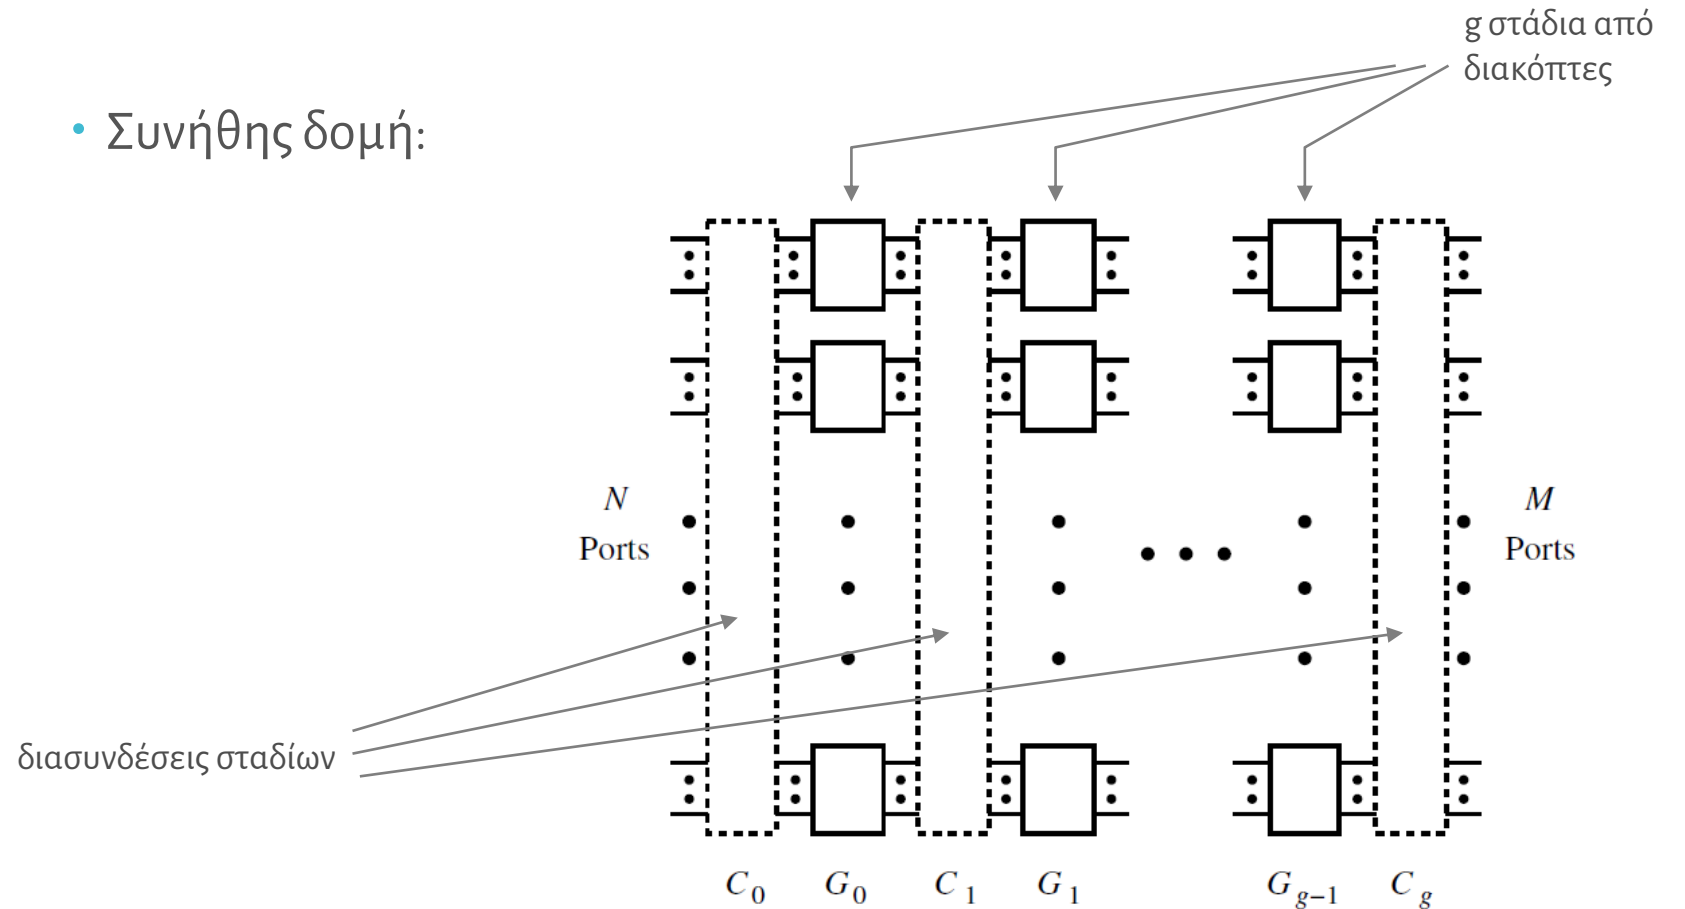 g στάδια από
διακόπτες
• Συνήθης δομή:
N
Ports
M
Ports
διασυνδέσεις σταδίων
C0 G0 C1 G1 Gg−1 Cg